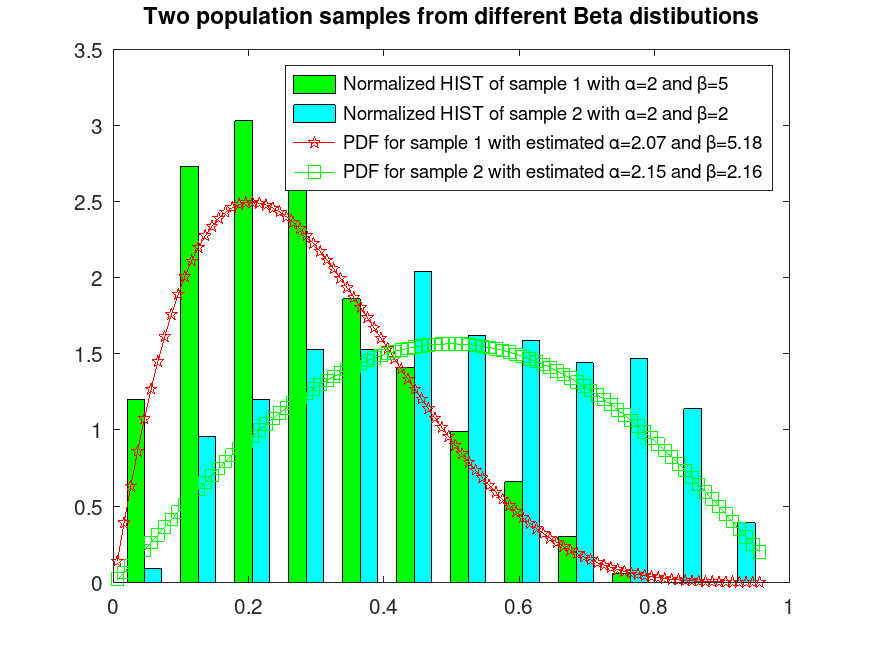 Two population samples from different Beta distibutions
3.5
3
2.5
2
1.5
1
0.5
0
Normalized HIST of sample 1 with α=2 and β=5
Normalized HIST of sample 2 with α=2 and β=2
PDF for sample 1 with estimated α=2.07 and β=5.18
PDF for sample 2 with estimated α=2.15 and β=2.16
0 0.2 0.4 0.6 0.8 1